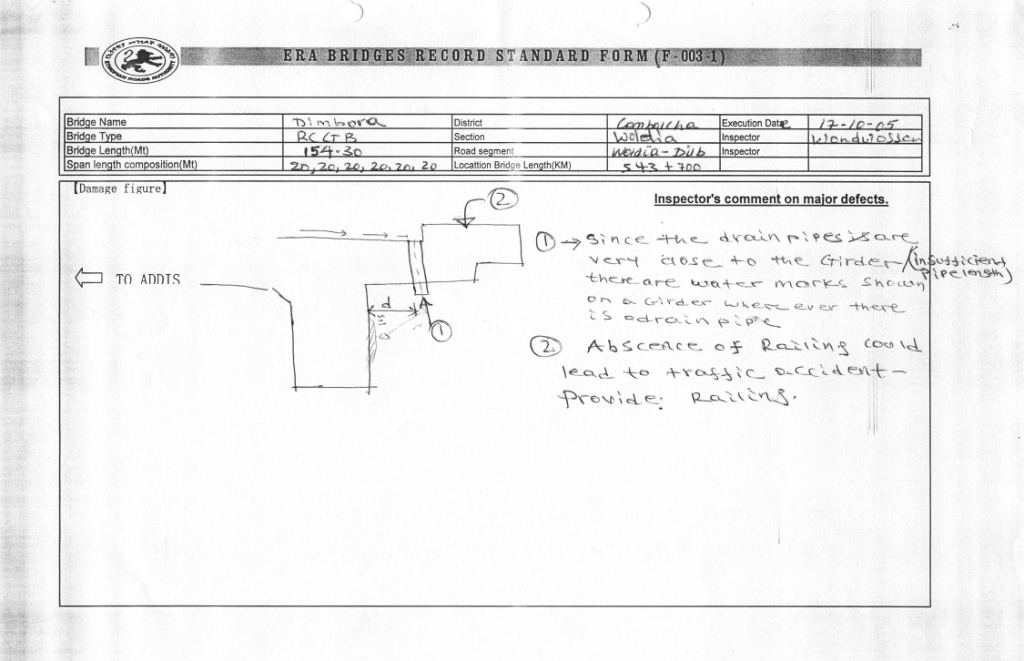 ERA BRIDGES RECORD STANDARD FORM (F-003-1)
Bridge Name Dimbora District Combolcha Execution Date 17-10-05
Bridge Type RCGTB Section Woldia Inspector Wondwossen
Bridge Length(Mt) 154.30 Road segment Weldia-Dub Inspector
Span length composition(Mt) 20, 20, 20, 20, 20, 20 Locattion Bridge Length(KM) 543+700
【Damage figure】
Inspector's comment on major defects.
2
TO ADDIS
d
A
1
1 → Since the drain pipes is are
very close to the Girder (insufficient
pipe length)
there are water marks shown
on a Girder where ever there
is a drain pipe
2. Abscence of Railing could
lead to traffic accident-
Provide: Railing.